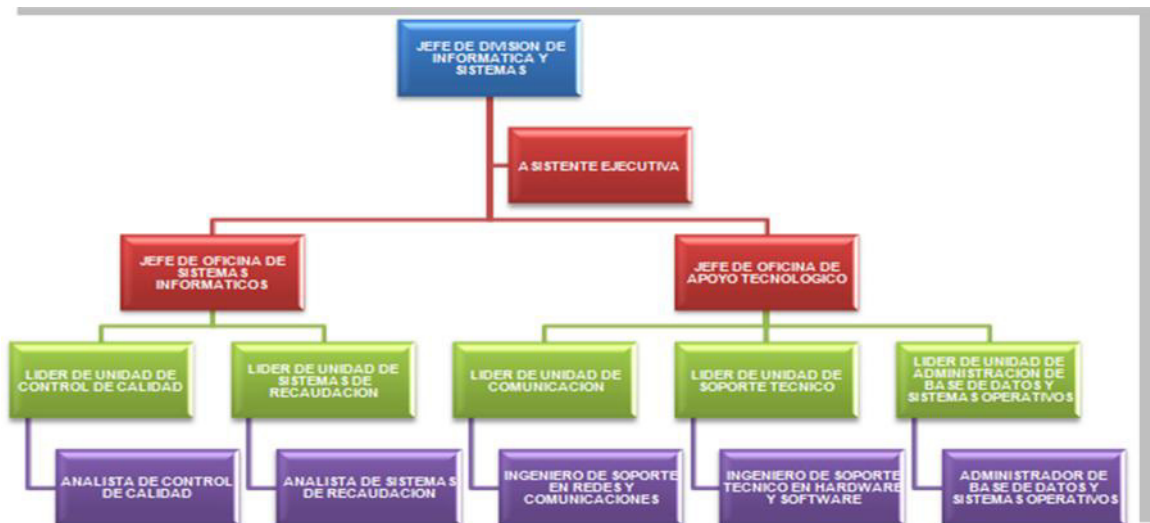 JEFE DE DIVISION DE
INFORMATICA Y
SISTEMAS
ASISTENTE EJECUTIVA
JEFE DE OFICINA DE
SISTEMAS
INFORMATICOS
JEFE DE OFICINA DE
APOYO TECNOLOGICO
LIDER DE UNIDAD DE
CONTROL DE CALIDAD
LIDER DE UNIDAD DE
SISTEMAS DE
RECAUDACION
LIDER DE UNIDAD DE
COMUNICACION
LIDER DE UNIDAD DE
SOPORTE TECNICO
LIDER DE UNIDAD DE
ADMINISTRACION DE
BASE DE DATOS Y
SISTEMAS OPERATIVOS
ANALISTA DE CONTROL
DE CALIDAD
ANALISTA DE SISTEMAS
DE RECAUDACION
INGENIERO DE SOPORTE
EN REDES Y
COMUNICACIONES
INGENIERO DE SOPORTE
TECNICO EN HARDWARE
Y SOFTWARE
ADMINISTRADOR DE
BASE DE DATOS Y
SISTEMAS OPERATIVOS